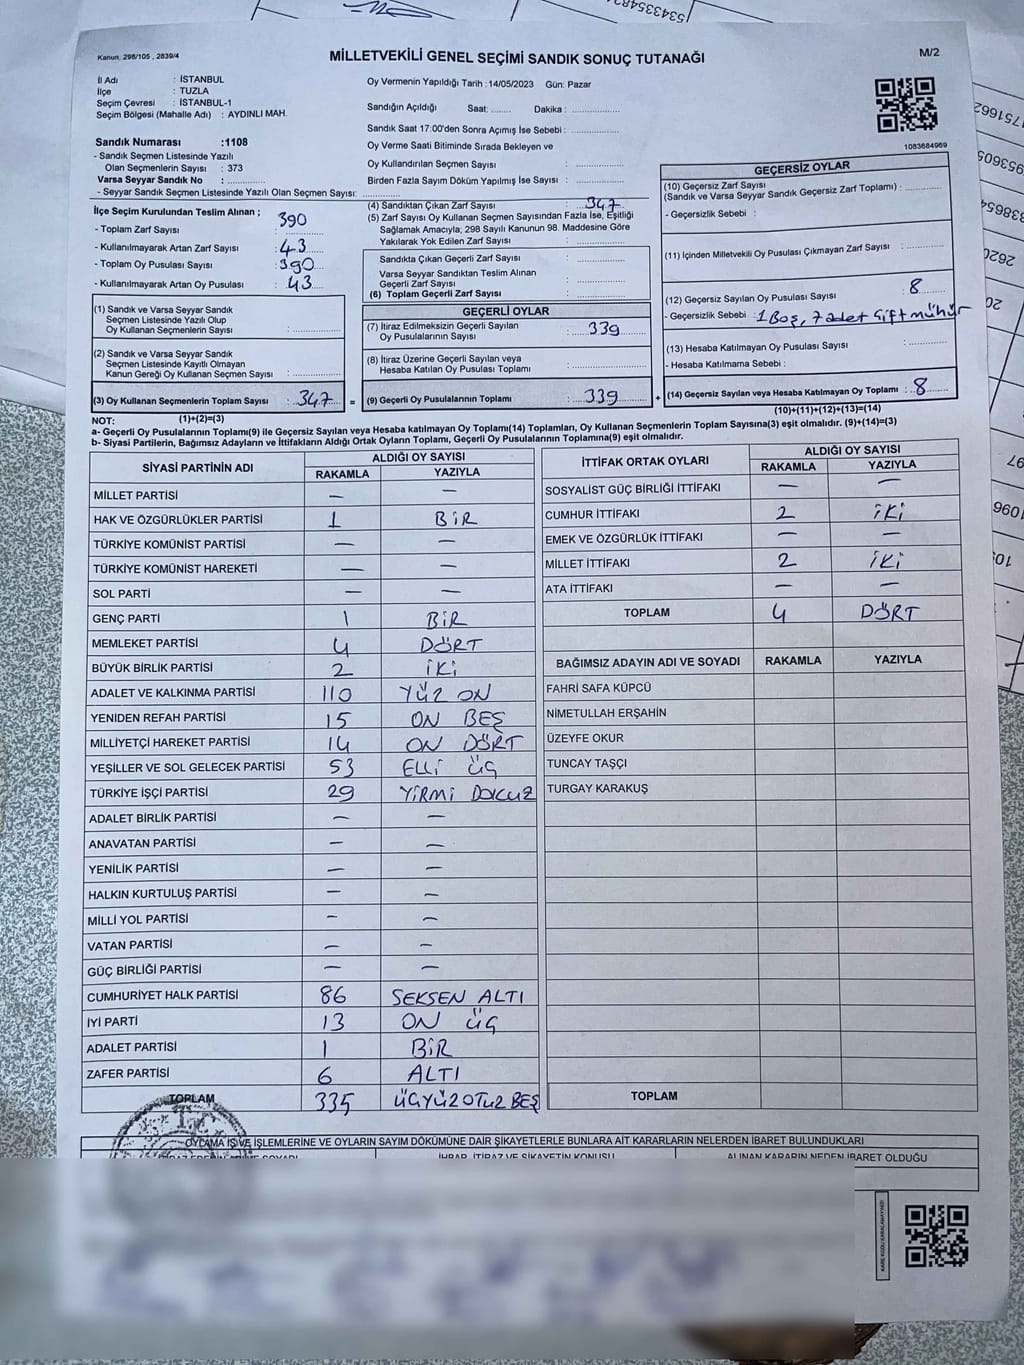 Kanun. 298/105 , 2839/4
MİLLETVEKİLİ GENEL SEÇİMİ SANDIK SONUÇ TUTANAĞI
M/2
İl Adı : İSTANBUL
İlçe : TUZLA
Seçim Çevresi : İSTANBUL-1
Seçim Bölgesi (Mahalle Adı) : AYDINLI MAH.
Sandık Numarası :1108
- Sandık Seçmen Listesinde Yazılı
Olan Seçmenlerin Sayısı : 373
Varsa Seyyar Sandık No :
- Seyyar Sandık Seçmen Listesinde Yazılı Olan Seçmen Sayısı:
Oy Vermenin Yapıldığı Tarih :14/05/2023 Gün: Pazar
Sandığın Açıldığı Saat: Dakika :
Sandık Saat 17:00'den Sonra Açımış İse Sebebi :
Oy Verme Saati Bitiminde Sırada Bekleyen ve
Oy Kullandırılan Seçmen Sayısı :
Birden Fazla Sayım Döküm Yapılmış İse Sayısı :
1083684969
İlçe Seçim Kurulundan Teslim Alınan ;
- Toplam Zarf Sayısı : 390
- Kullanılmayarak Artan Zarf Sayısı : 43
- Toplam Oy Pusulası Sayısı : 390
- Kullanılmayarak Artan Oy Pusulası : 43
(1) Sandık ve Varsa Seyyar Sandık
Seçmen Listesinde Yazılı Olup
Oy Kullanan Seçmenlerin Sayısı :
(2) Sandık ve Varsa Seyyar Sandık
Seçmen Listesinde Kayıtlı Olmayan
Kanun Gereği Oy Kullanan Seçmen Sayısı :
(3) Oy Kullanan Seçmenlerin Toplam Sayısı : 347 =
(1)+(2)=(3)
(4) Sandıktan Çıkan Zarf Sayısı : 347
(5) Zarf Sayısı Oy Kullanan Seçmen Sayısından Fazla İse, Eşitliği
Sağlamak Amacıyla; 298 Sayılı Kanunun 98. Maddesine Göre
Yakılarak Yok Edilen Zarf Sayısı :
Sandıkta Çıkan Geçerli Zarf Sayısı :
Varsa Seyyar Sandıktan Teslim Alınan
Geçerli Zarf Sayısı :
(6) Toplam Geçerli Zarf Sayısı :
GEÇERLİ OYLAR
(7) İtiraz Edilmeksizin Geçerli Sayılan
Oy Pusulalarının Sayısı : 339
(8) İtiraz Üzerine Geçerli Sayılan veya
Hesaba Katılan Oy Pusulası Toplamı :
(9) Geçerli Oy Pusulalarının Toplamı : 339 +
GEÇERSİZ OYLAR
(10) Geçersiz Zarf Sayısı
(Sandık ve Varsa Seyyar Sandık Geçersiz Zarf Toplamı) :
- Geçersizlik Sebebi :
(11) İçinden Milletvekili Oy Pusulası Çıkmayan Zarf Sayısı :
(12) Geçersiz Sayılan Oy Pusulası Sayısı : 8
- Geçersizlik Sebebi : 1 Boş, 7 adet Çift mühür
(13) Hesaba Katılmayan Oy Pusulası Sayısı :
- Hesaba Katılmama Sebebi :
(14) Geçersiz Sayılan veya Hesaba Katılmayan Oy Toplamı : 8
(10)+(11)+(12)+(13)=(14)
NOT:
a- Geçerli Oy Pusulalarının Toplamı(9) ile Geçersiz Sayılan veya Hesaba katılmayan Oy Toplamı(14) Toplamları, Oy Kullanan Seçmenlerin Toplam Sayısına(3) eşit olmalıdır. (9)+(14)=(3)
b- Siyasi Partilerin, Bağımsız Adayların ve İttifakların Aldığı Ortak Oyların Toplamı, Geçerli Oy Pusulalarının Toplamına(9) eşit olmalıdır.
SİYASİ PARTİNİN ADI ALDIĞI OY SAYISI
RAKAMLA YAZIYLA
MİLLET PARTİSİ — —
HAK VE ÖZGÜRLÜKLER PARTİSİ 1 BİR
TÜRKİYE KOMÜNİST PARTİSİ — —
TÜRKİYE KOMÜNİST HAREKETİ — —
SOL PARTİ — —
GENÇ PARTİ 1 BİR
MEMLEKET PARTİSİ 4 DÖRT
BÜYÜK BİRLİK PARTİSİ 2 İKİ
ADALET VE KALKINMA PARTİSİ 110 YÜZ ON
YENİDEN REFAH PARTİSİ 15 ON BEŞ
MİLLİYETÇİ HAREKET PARTİSİ 14 ON DÖRT
YEŞİLLER VE SOL GELECEK PARTİSİ 53 ELLİ ÜÇ
TÜRKİYE İŞÇİ PARTİSİ 29 YİRMİ DOKUZ
ADALET BİRLİK PARTİSİ — —
ANAVATAN PARTİSİ — —
YENİLİK PARTİSİ — —
HALKIN KURTULUŞ PARTİSİ — —
MİLLİ YOL PARTİSİ — —
VATAN PARTİSİ — —
GÜÇ BİRLİĞİ PARTİSİ — —
CUMHURİYET HALK PARTİSİ 86 SEKSEN ALTI
İYİ PARTİ 13 ON ÜÇ
ADALET PARTİSİ 1 BİR
ZAFER PARTİSİ 6 ALTI
TOPLAM 335 ÜÇYÜZOTUZ BEŞ
İTTİFAK ORTAK OYLARI ALDIĞI OY SAYISI
RAKAMLA YAZIYLA
SOSYALİST GÜÇ BİRLİĞİ İTTİFAKI — —
CUMHUR İTTİFAKI 2 İKİ
EMEK VE ÖZGÜRLÜK İTTİFAKI — —
MİLLET İTTİFAKI 2 İKİ
ATA İTTİFAKI — —
TOPLAM 4 DÖRT
BAĞIMSIZ ADAYIN ADI VE SOYADI RAKAMLA YAZIYLA
FAHRİ SAFA KÜPCÜ
NİMETULLAH ERŞAHİN
ÜZEYFE OKUR
TUNCAY TAŞÇI
TURGAY KARAKUŞ
TOPLAM
OYLAMA İŞ VE İŞLEMLERİNE VE OYLARIN SAYIM DÖKÜMÜNE DAİR ŞİKAYETLERLE BUNLARA AİT KARARLARIN NELERDEN İBARET BULUNDUKLARI
İHBAR, İTİRAZ VE ŞİKAYETİN KONUSU ALINAN KARARIN NEDEN İBARET OLDUĞU